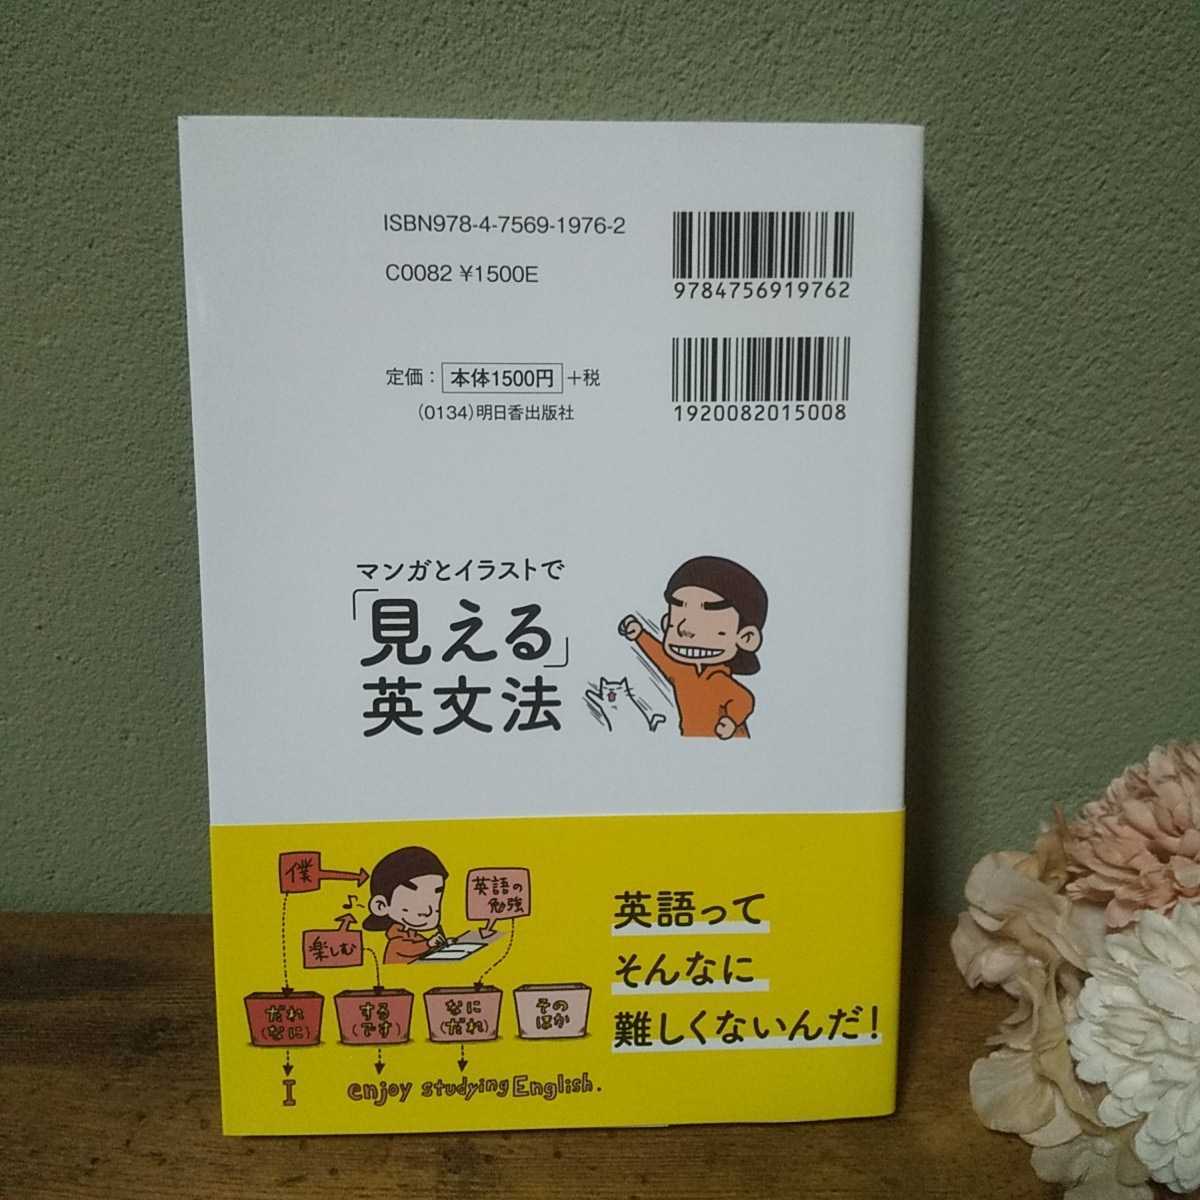 ISBN978-4-7569-1976-2
C0082 ¥1500E
9784756919762
定価：本体1500円+税
(0134)明日香出版社
1920082015008
マンガとイラストで
「見える」
英文法
僕
楽しむ
英語の
勉強
だれ
(なに)
する
(です)
なに
(だれ)
その
ほか
I enjoy studying English.
英語って
そんなに
難しくないんだ!